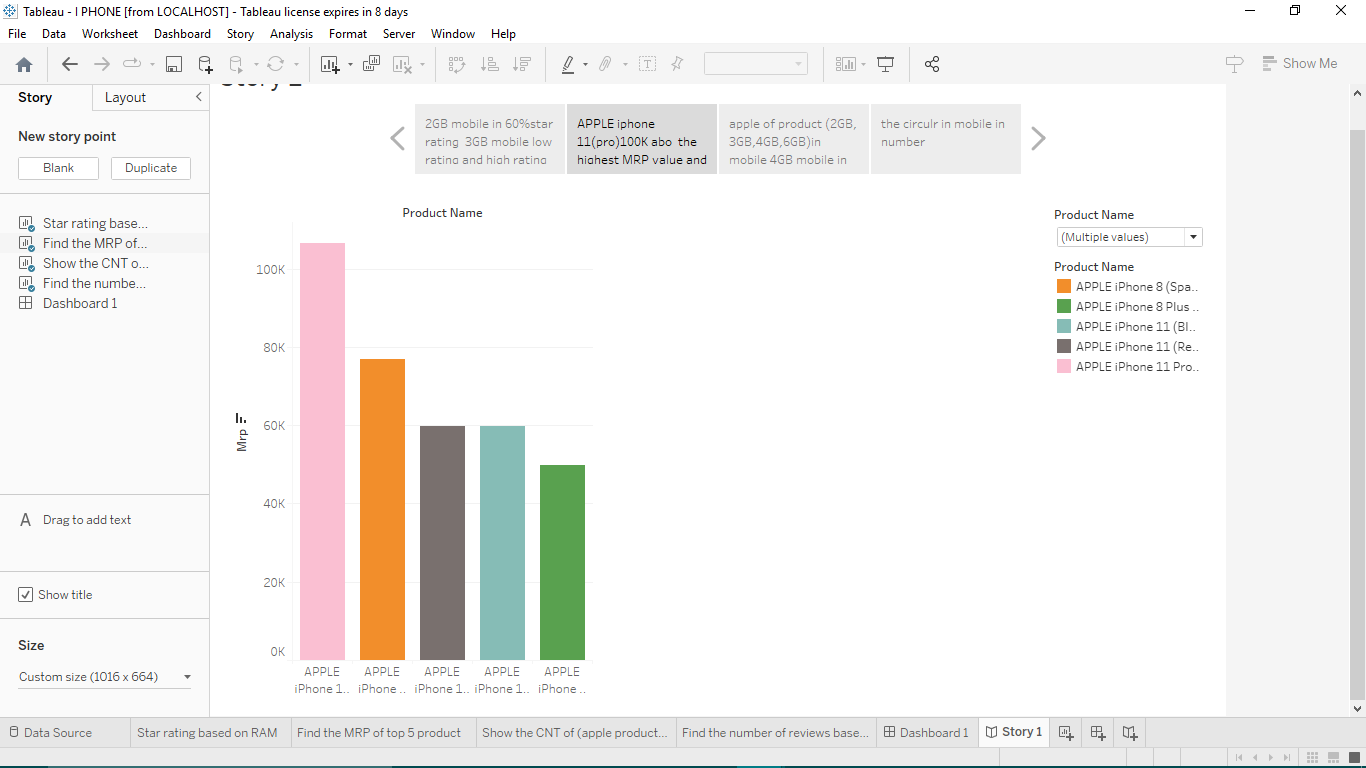 Tableau - I PHONE [from LOCALHOST] - Tableau license expires in 8 days
File Data Worksheet Dashboard Story Analysis Format Server Window Help
Show Me
Story
Layout
New story point
Blank
Duplicate
Star rating base...
Find the MRP of...
Show the CNT o...
Find the numbe...
Dashboard 1
A Drag to add text
Show title
Size
Custom size (1016 x 664)
2GB mobile in 60%star
rating 3GB mobile low
rating and high rating
APPLE iphone
11(pro)100K abo the
highest MRP value and
apple of product (2GB,
3GB,4GB,6GB)in
mobile 4GB mobile in
the circulr in mobile in
number
Product Name
100K
80K
60K
40K
20K
0K
Mrp
APPLE
iPhone 1..
APPLE
iPhone ..
APPLE
iPhone 1..
APPLE
iPhone 1..
APPLE
iPhone ..
Product Name
(Multiple values)
Product Name
APPLE iPhone 8 (Spa..
APPLE iPhone 8 Plus ..
APPLE iPhone 11 (Bl..
APPLE iPhone 11 (Re..
APPLE iPhone 11 Pro..
Data Source
Star rating based on RAM
Find the MRP of top 5 product
Show the CNT of (apple product...
Find the number of reviews base...
Dashboard 1
Story 1